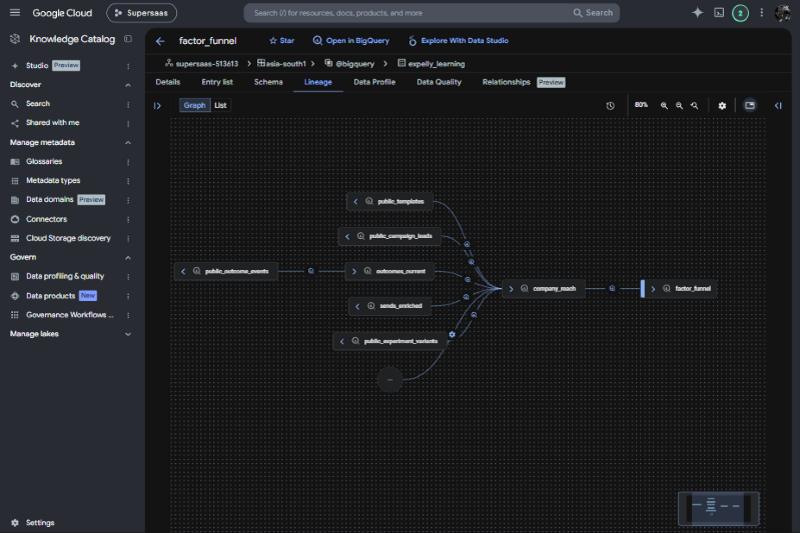 Google Cloud
Supersaas
Search (/) for resources, docs, products, and more
Search
2
Knowledge Catalog
factor_funnel
Star
Open in BigQuery
Explore With Data Studio
Studio Preview
supersaas-513613
asia-south1
@bigquery
expelly_learning
Discover
Details
Entry list
Schema
Lineage
Data Profile
Data Quality
Relationships
Preview
Search
Graph
List
80%
Shared with me
Manage metadata
Glossaries
Metadata types
Data domains Preview
Connectors
Cloud Storage discovery
Govern
Data profiling & quality
Data products New
Governance Workflows ...
Manage lakes
public_templates
public_campaign_leads
public_outcome_events
outcomes_current
company_reach
factor_funnel
sends_enriched
public_experiment_variants
Settings